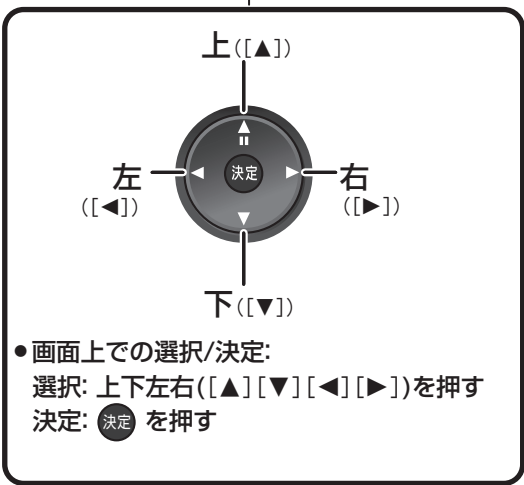 上([▲])
決定
左
([◀])
右
([▶])
下([▼])
●画面上での選択/決定:
選択: 上下左右([▲][▼][◀][▶])を押す
決定: 決定 を押す